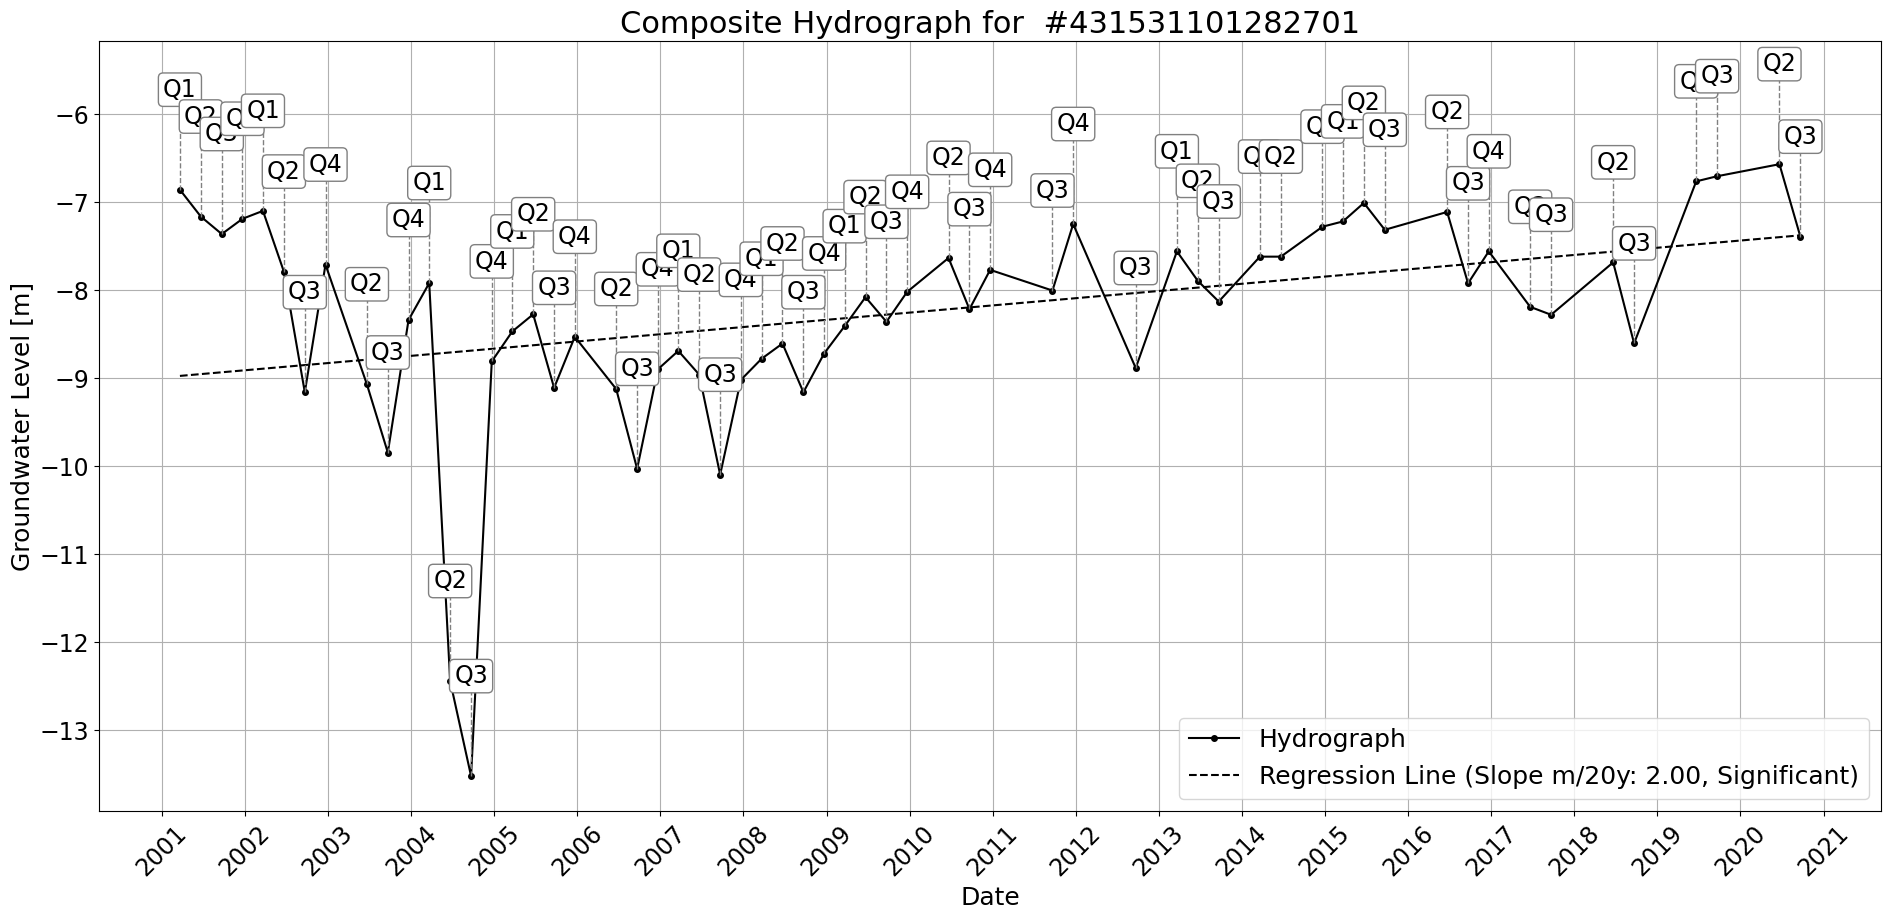 Composite Hydrograph for  #431531101282701
Groundwater Level [m]
−6
−7
−8
−9
−10
−11
−12
−13
Q1
Q2
Q3
Q1
Q2
Q3
Q4
Q2
Q3
Q4
Q1
Q2
Q3
Q4
Q1
Q2
Q3
Q4
Q2
Q3
Q4
Q1
Q2
Q3
Q4
Q1
Q2
Q3
Q4
Q1
Q2
Q3
Q4
Q2
Q3
Q4
Q3
Q4
Q3
Q1
Q2
Q3
Q2
Q1
Q2
Q3
Q2
Q3
Q4
Q3
Q2
Q3
Q3
Q2
Q3
Hydrograph
Regression Line (Slope m/20y: 2.00, Significant)
2001
2002
2003
2004
2005
2006
2007
2008
2009
2010
2011
2012
2013
2014
2015
2016
2017
2018
2019
2020
2021
Date